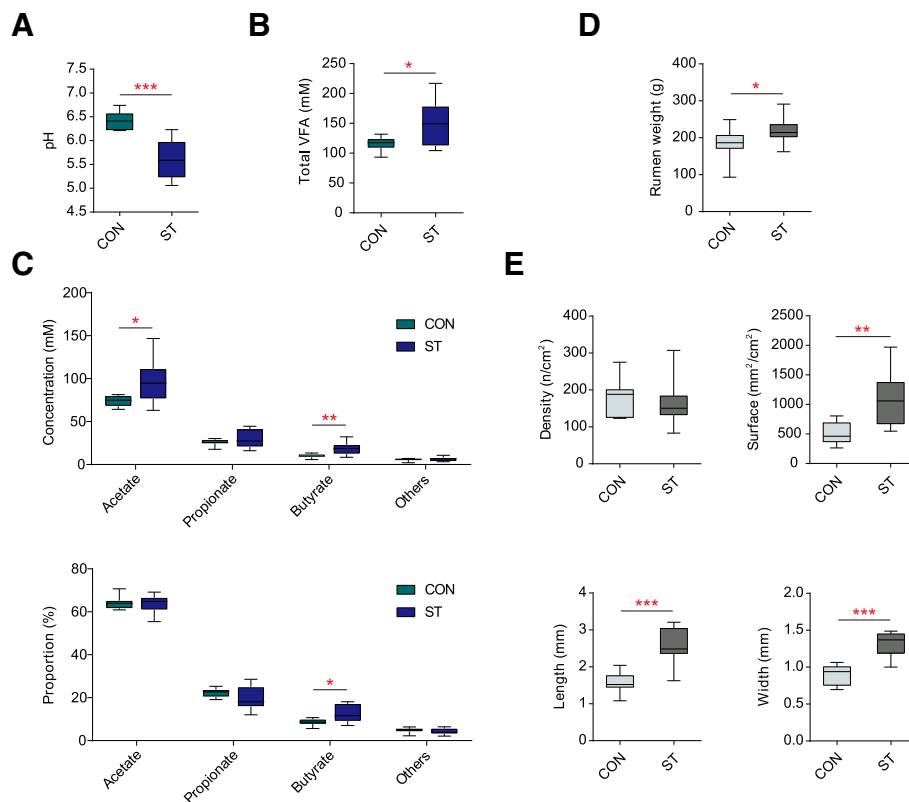 A
pH
7.5
7.0
6.5
6.0
5.5
5.0
4.5
***
CON
ST
B
Total VFA (mM)
250
200
150
100
50
0
*
CON
ST
D
Rumen weight (g)
400
300
200
100
0
*
CON
ST
C
Concentration (mM)
200
150
100
50
0
*
**
CON
ST
Acetate
Propionate
Butyrate
Others
Proportion (%)
80
60
40
20
0
*
CON
ST
Acetate
Propionate
Butyrate
Others
E
Density (n/cm²)
400
300
200
100
0
CON
ST
Surface (mm²/cm²)
2500
2000
1500
1000
500
0
**
CON
ST
Length (mm)
4
3
2
1
0
***
CON
ST
Width (mm)
2.0
1.5
1.0
0.5
0.0
***
CON
ST